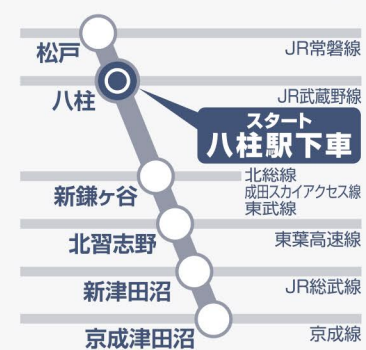 松戸
JR常磐線
八柱
JR武蔵野線
スタート
八柱駅下車
新鎌ヶ谷
北総線
成田スカイアクセス線
東武線
北習志野
東葉高速線
新津田沼
JR総武線
京成津田沼
京成線